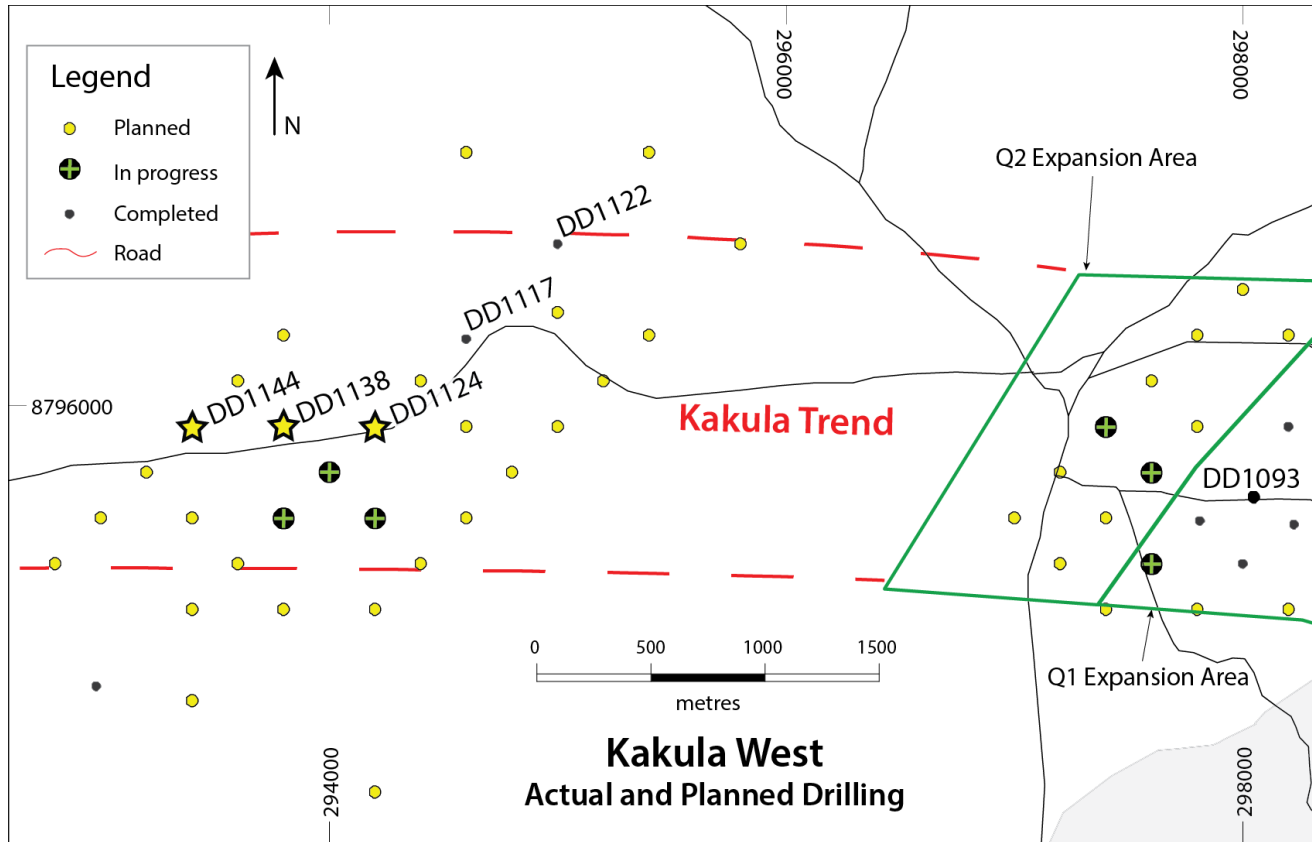 296000
298000
Legend
Planned
In progress
Completed
Road
N
Q2 Expansion Area
DD1122
DD1117
DD1144
DD1138
DD1124
8796000
Kakula Trend
DD1093
0 500 1000 1500
metres
Q1 Expansion Area
Kakula West
Actual and Planned Drilling
294000
298000